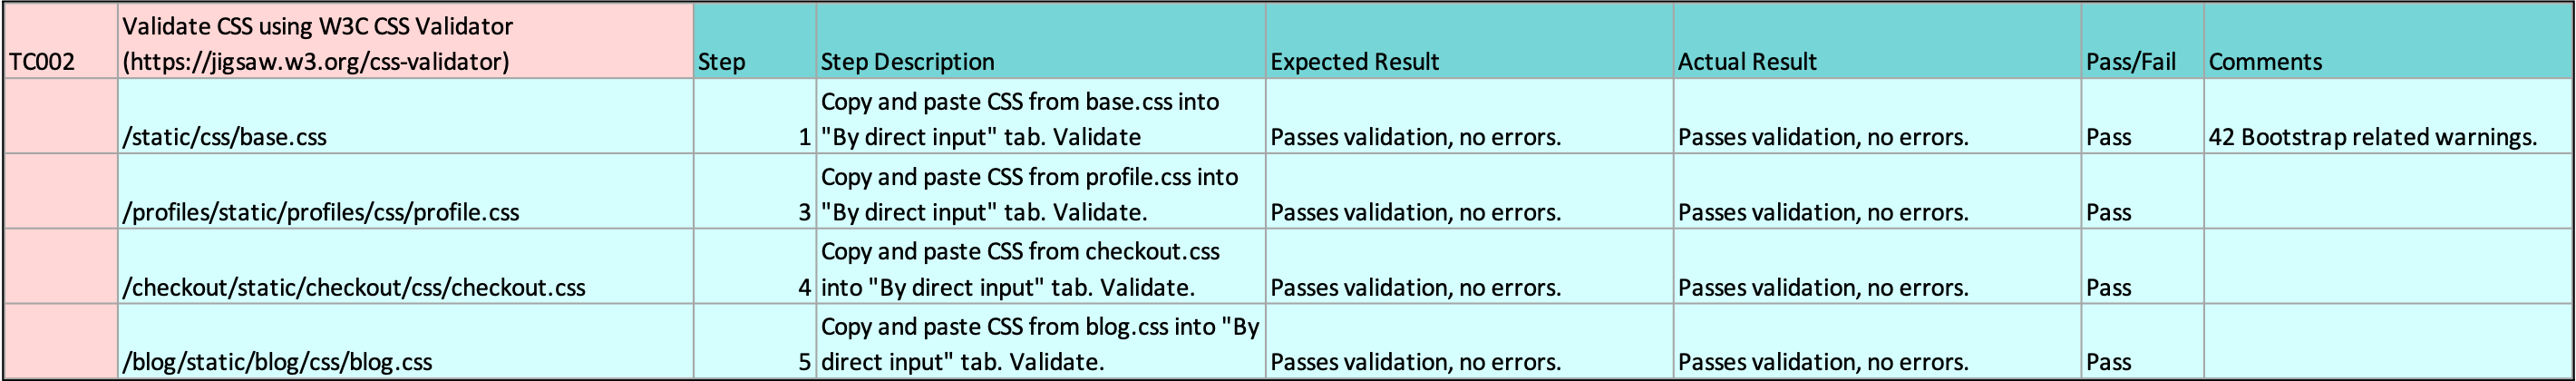 TC002
Validate CSS using W3C CSS Validator
(https://jigsaw.w3.org/css-validator)
Step
Step Description
Expected Result
Actual Result
Pass/Fail
Comments
/static/css/base.css
1
Copy and paste CSS from base.css into
"By direct input" tab. Validate
Passes validation, no errors.
Passes validation, no errors.
Pass
42 Bootstrap related warnings.
/profiles/static/profiles/css/profile.css
3
Copy and paste CSS from profile.css into
"By direct input" tab. Validate.
Passes validation, no errors.
Passes validation, no errors.
Pass
/checkout/static/checkout/css/checkout.css
4
Copy and paste CSS from checkout.css
into "By direct input" tab. Validate.
Passes validation, no errors.
Passes validation, no errors.
Pass
/blog/static/blog/css/blog.css
5
Copy and paste CSS from blog.css into "By
direct input" tab. Validate.
Passes validation, no errors.
Passes validation, no errors.
Pass